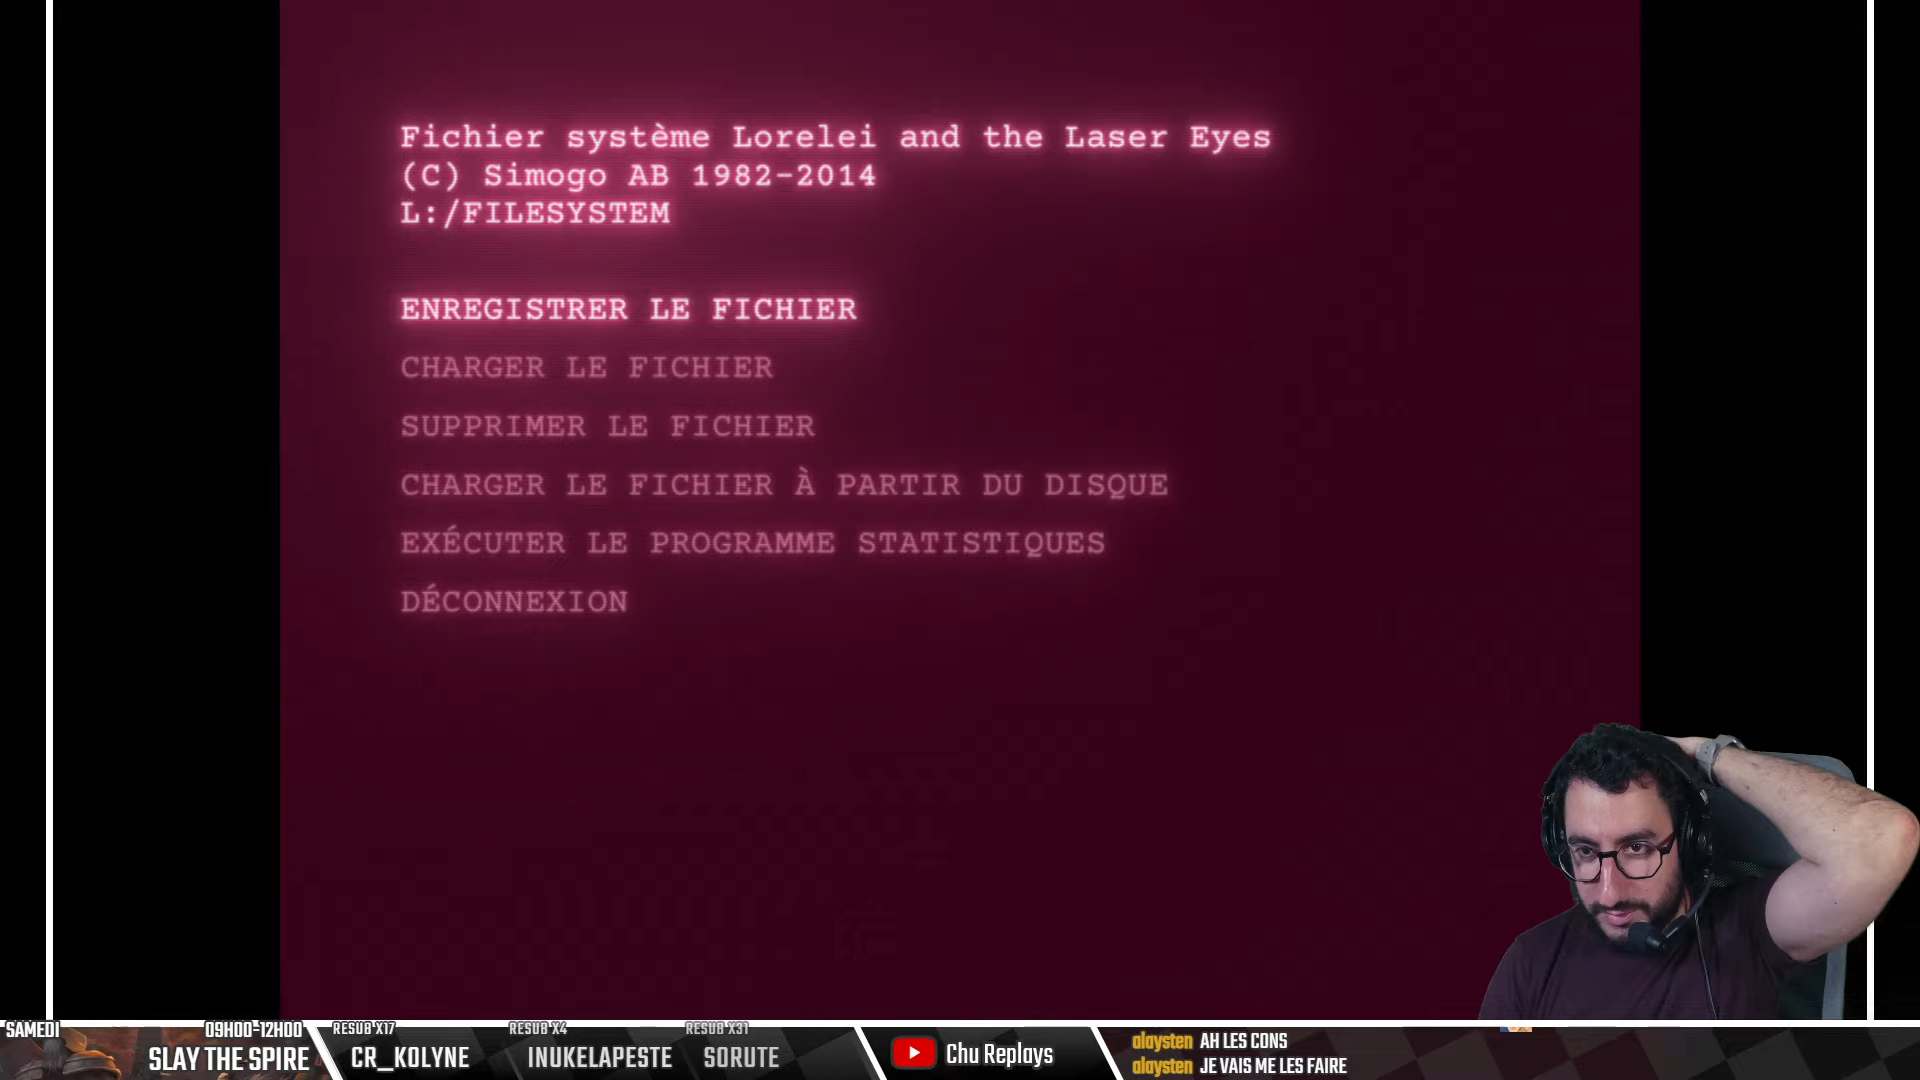 Fichier système Lorelei and the Laser Eyes
(C) Simogo AB 1982-2014
L:/FILESYSTEM
ENREGISTRER LE FICHIER
CHARGER LE FICHIER
SUPPRIMER LE FICHIER
CHARGER LE FICHIER À PARTIR DU DISQUE
EXÉCUTER LE PROGRAMME STATISTIQUES
DÉCONNEXION
SAMEDI
09H00-12H00
SLAY THE SPIRE
RESUB X17
CR_KOLYNE
RESUB X4
INUKELAPESTE
RESUB X31
SORUTE
Chu Replays
alaysten AH LES CONS
alaysten JE VAIS ME LES FAIRE